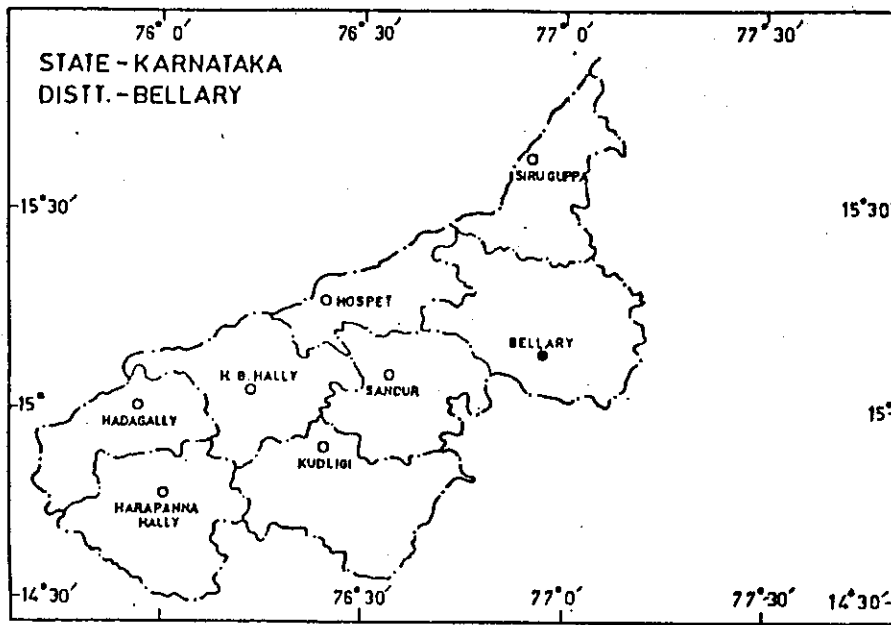 76°0′ 76°30′ 77°0′ 77°30′
STATE-KARNATAKA
DISTT.-BELLARY
SIRUGUPPA
15°30′ 15°30′
HOSPET
BELLARY
H.B.HALLY
SANDUR
15° 15°
HADAGALLY
KUDLIGI
HARAPANNA
HALLY
14°30′ 76° 76°30′ 77°0′ 77°30′ 14°30′